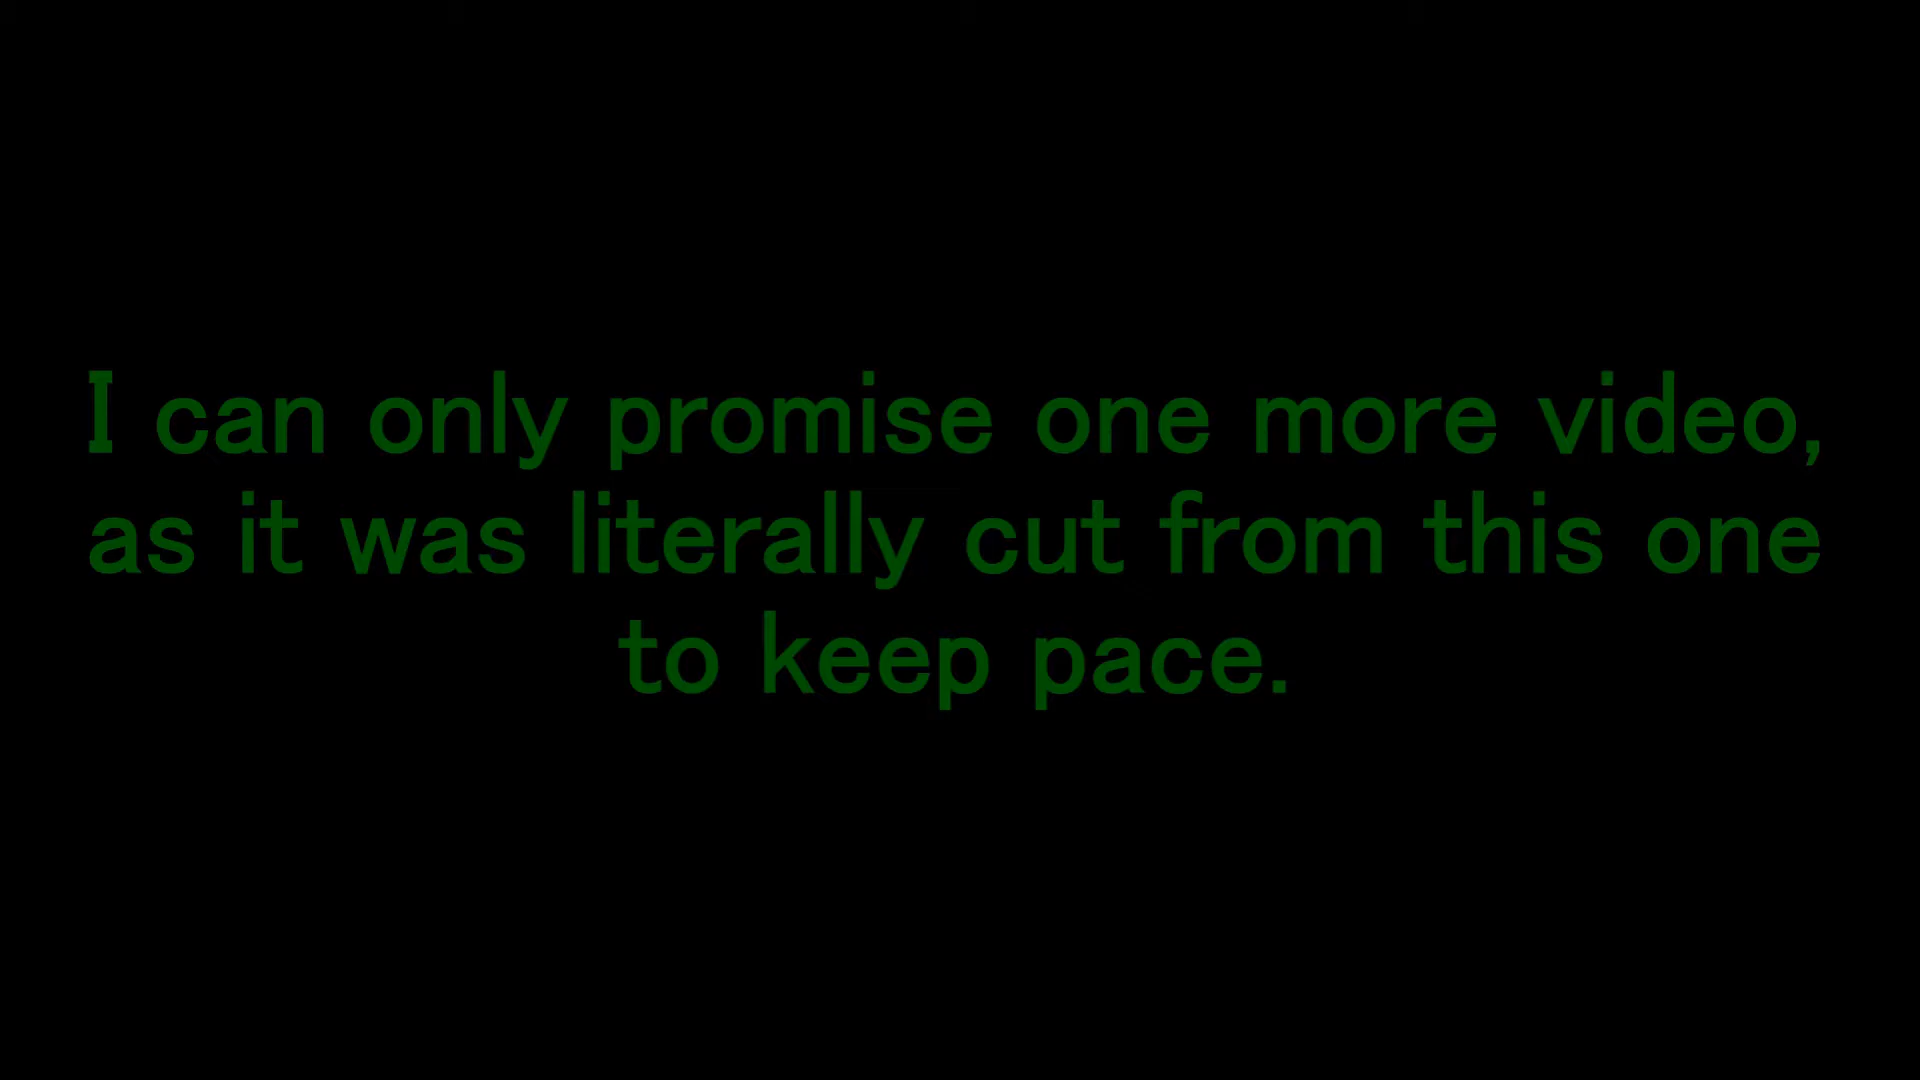 I can only promise one more video,
as it was literally cut from this one
to keep pace.